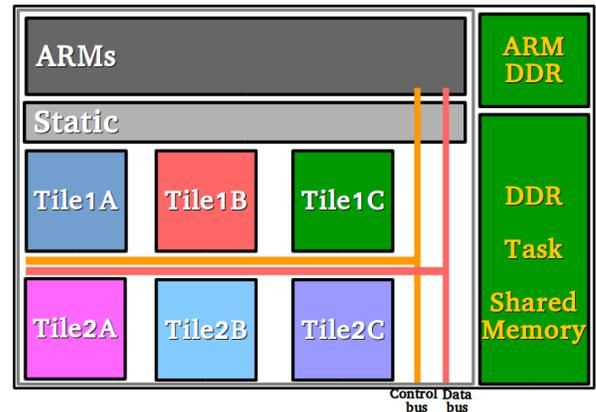 ARMs
ARM
DDR
Static
Tile1A
Tile1B
Tile1C
DDR
Task
Shared
Memory
Tile2A
Tile2B
Tile2C
Control
bus
Data
bus